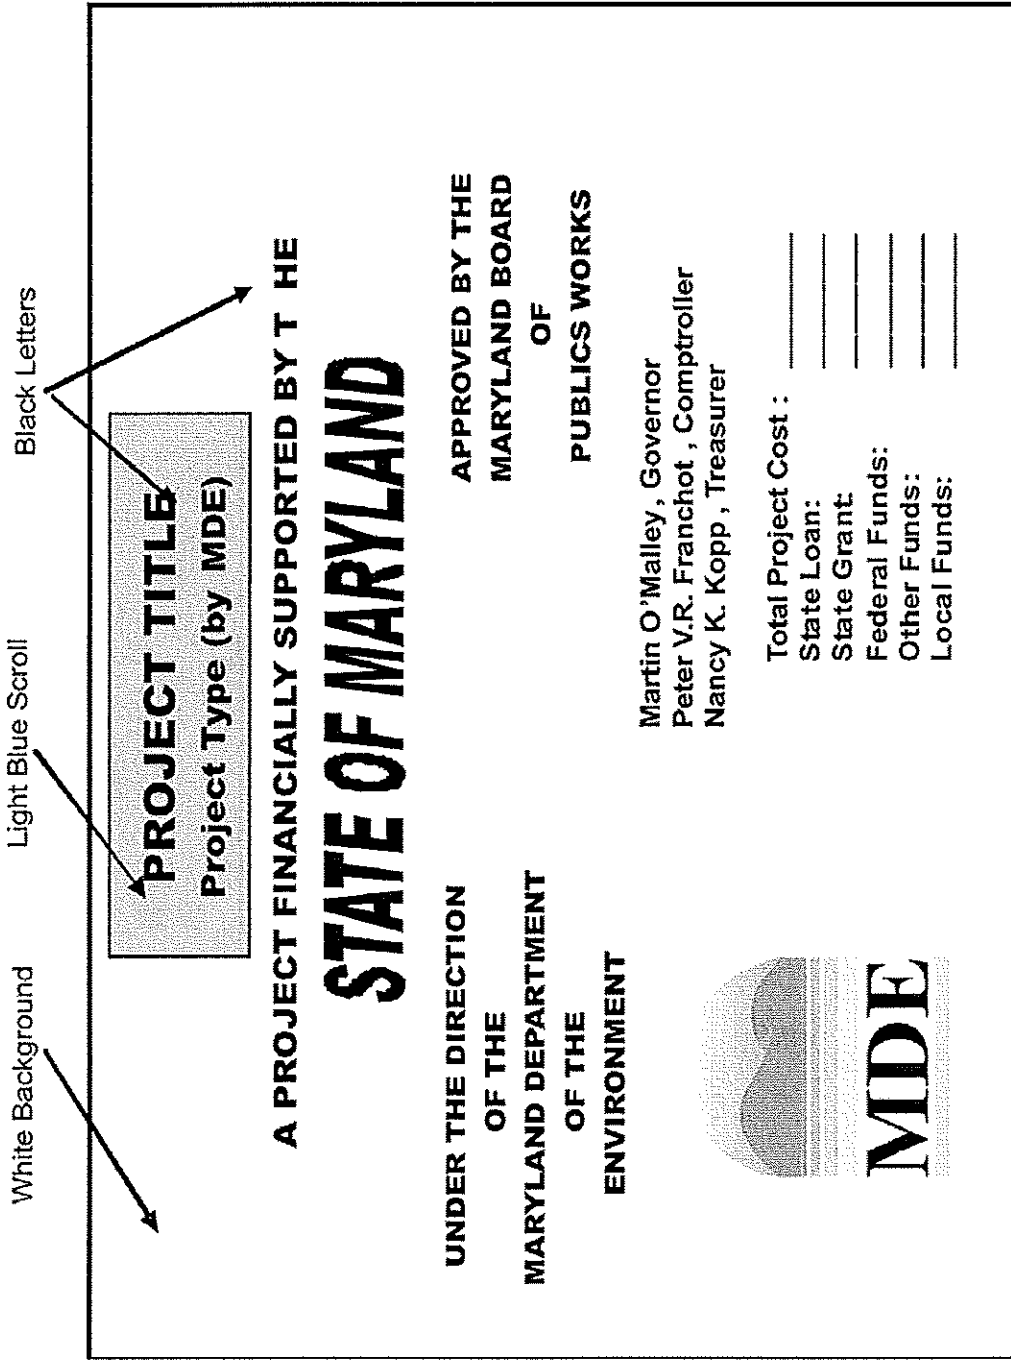 White Background
Light Blue Scroll
Black Letters
PROJECT TITLE
Project Type (by MDE)
A PROJECT FINANCIALLY SUPPORTED BY T HE
STATE OF MARYLAND
UNDER THE DIRECTION
OF THE
MARYLAND DEPARTMENT
OF THE
ENVIRONMENT
APPROVED BY THE
MARYLAND BOARD
OF
PUBLICS WORKS
Martin O'Malley , Governor
Peter V.R. Franchot , Comptroller
Nancy K. Kopp , Treasurer
Total Project Cost :
State Loan:
State Grant:
Federal Funds:
Other Funds:
Local Funds:
MDE